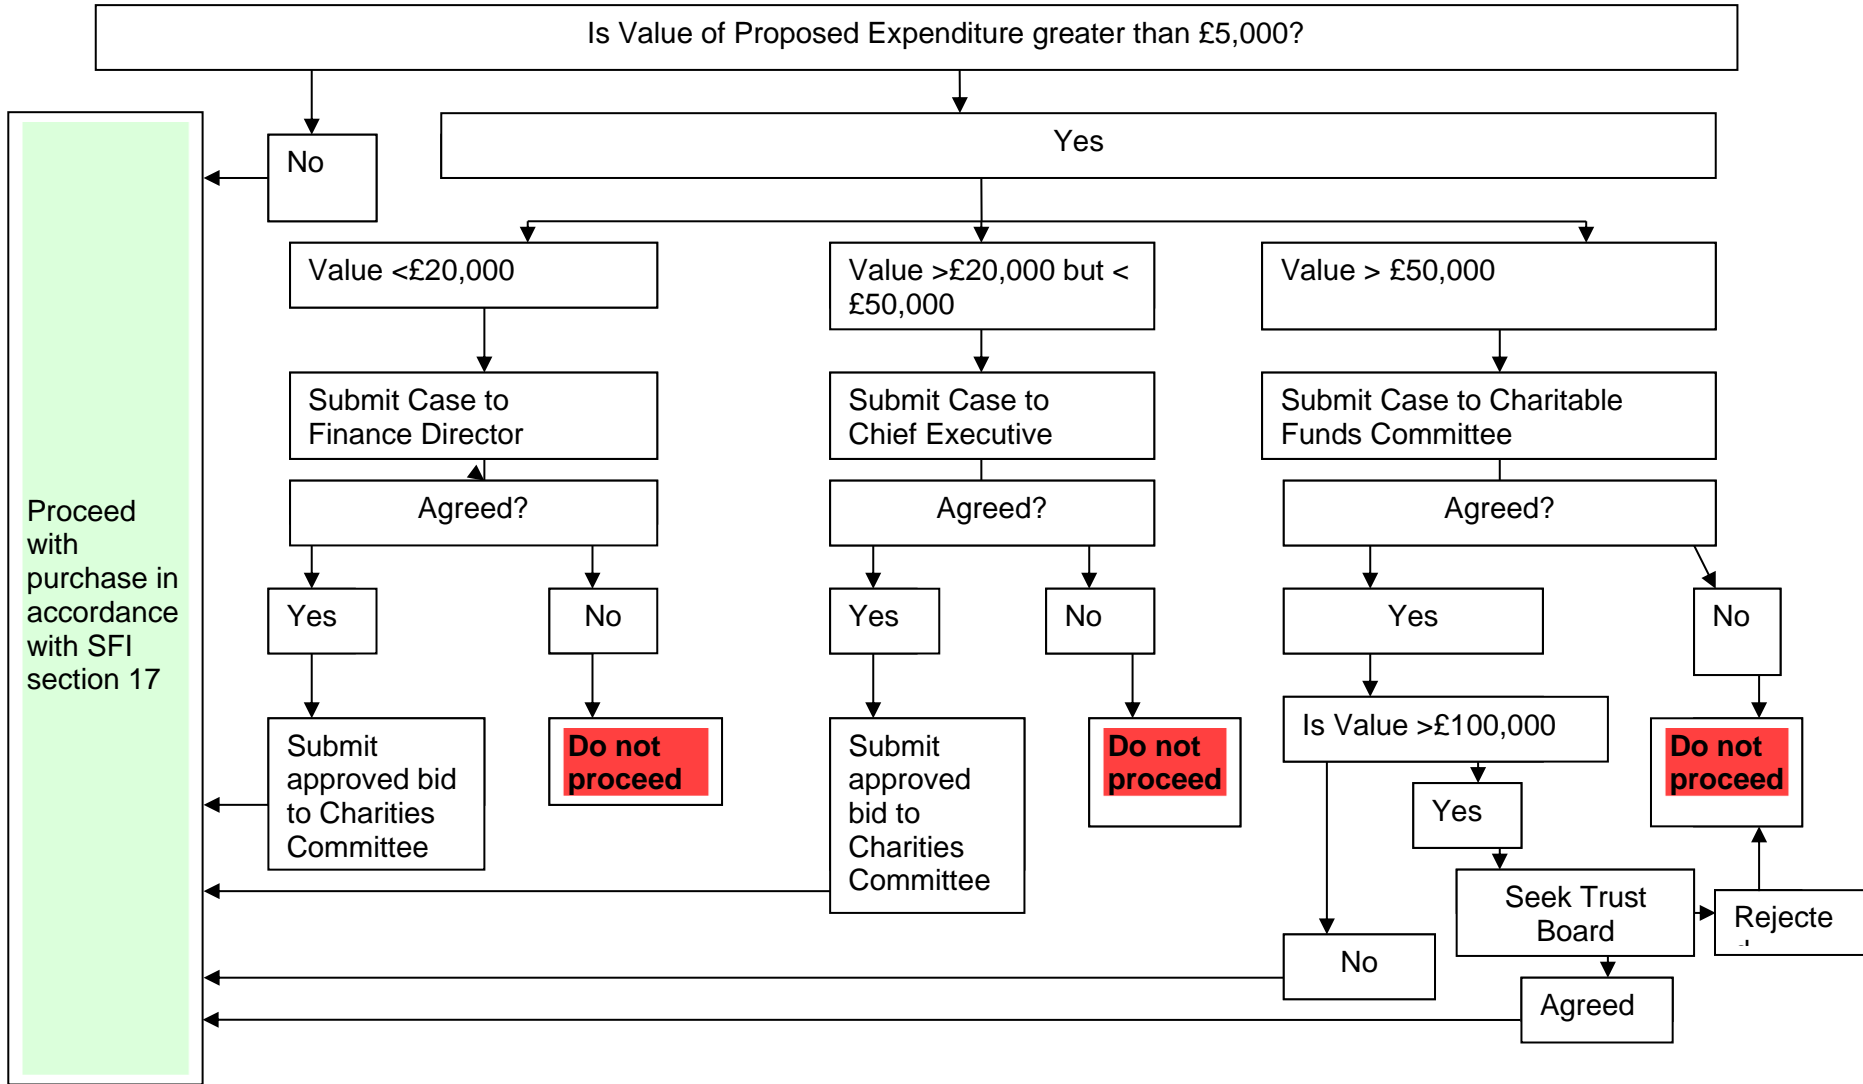 Is Value of Proposed Expenditure greater than £5,000?
Yes
No
Value <£20,000
Value >£20,000 but <
£50,000
Value > £50,000
Submit Case to
Finance Director
Submit Case to
Chief Executive
Submit Case to Charitable
Funds Committee
Agreed?
Agreed?
Agreed?
Proceed
with
purchase in
accordance
with SFI
section 17
Yes
No
Yes
No
Yes
No
Is Value >£100,000
Submit
approved bid
to Charities
Committee
Do not
proceed
Submit
approved
bid to
Charities
Committee
Do not
proceed
Do not
proceed
Yes
Seek Trust
Board
Rejecte
No
Agreed